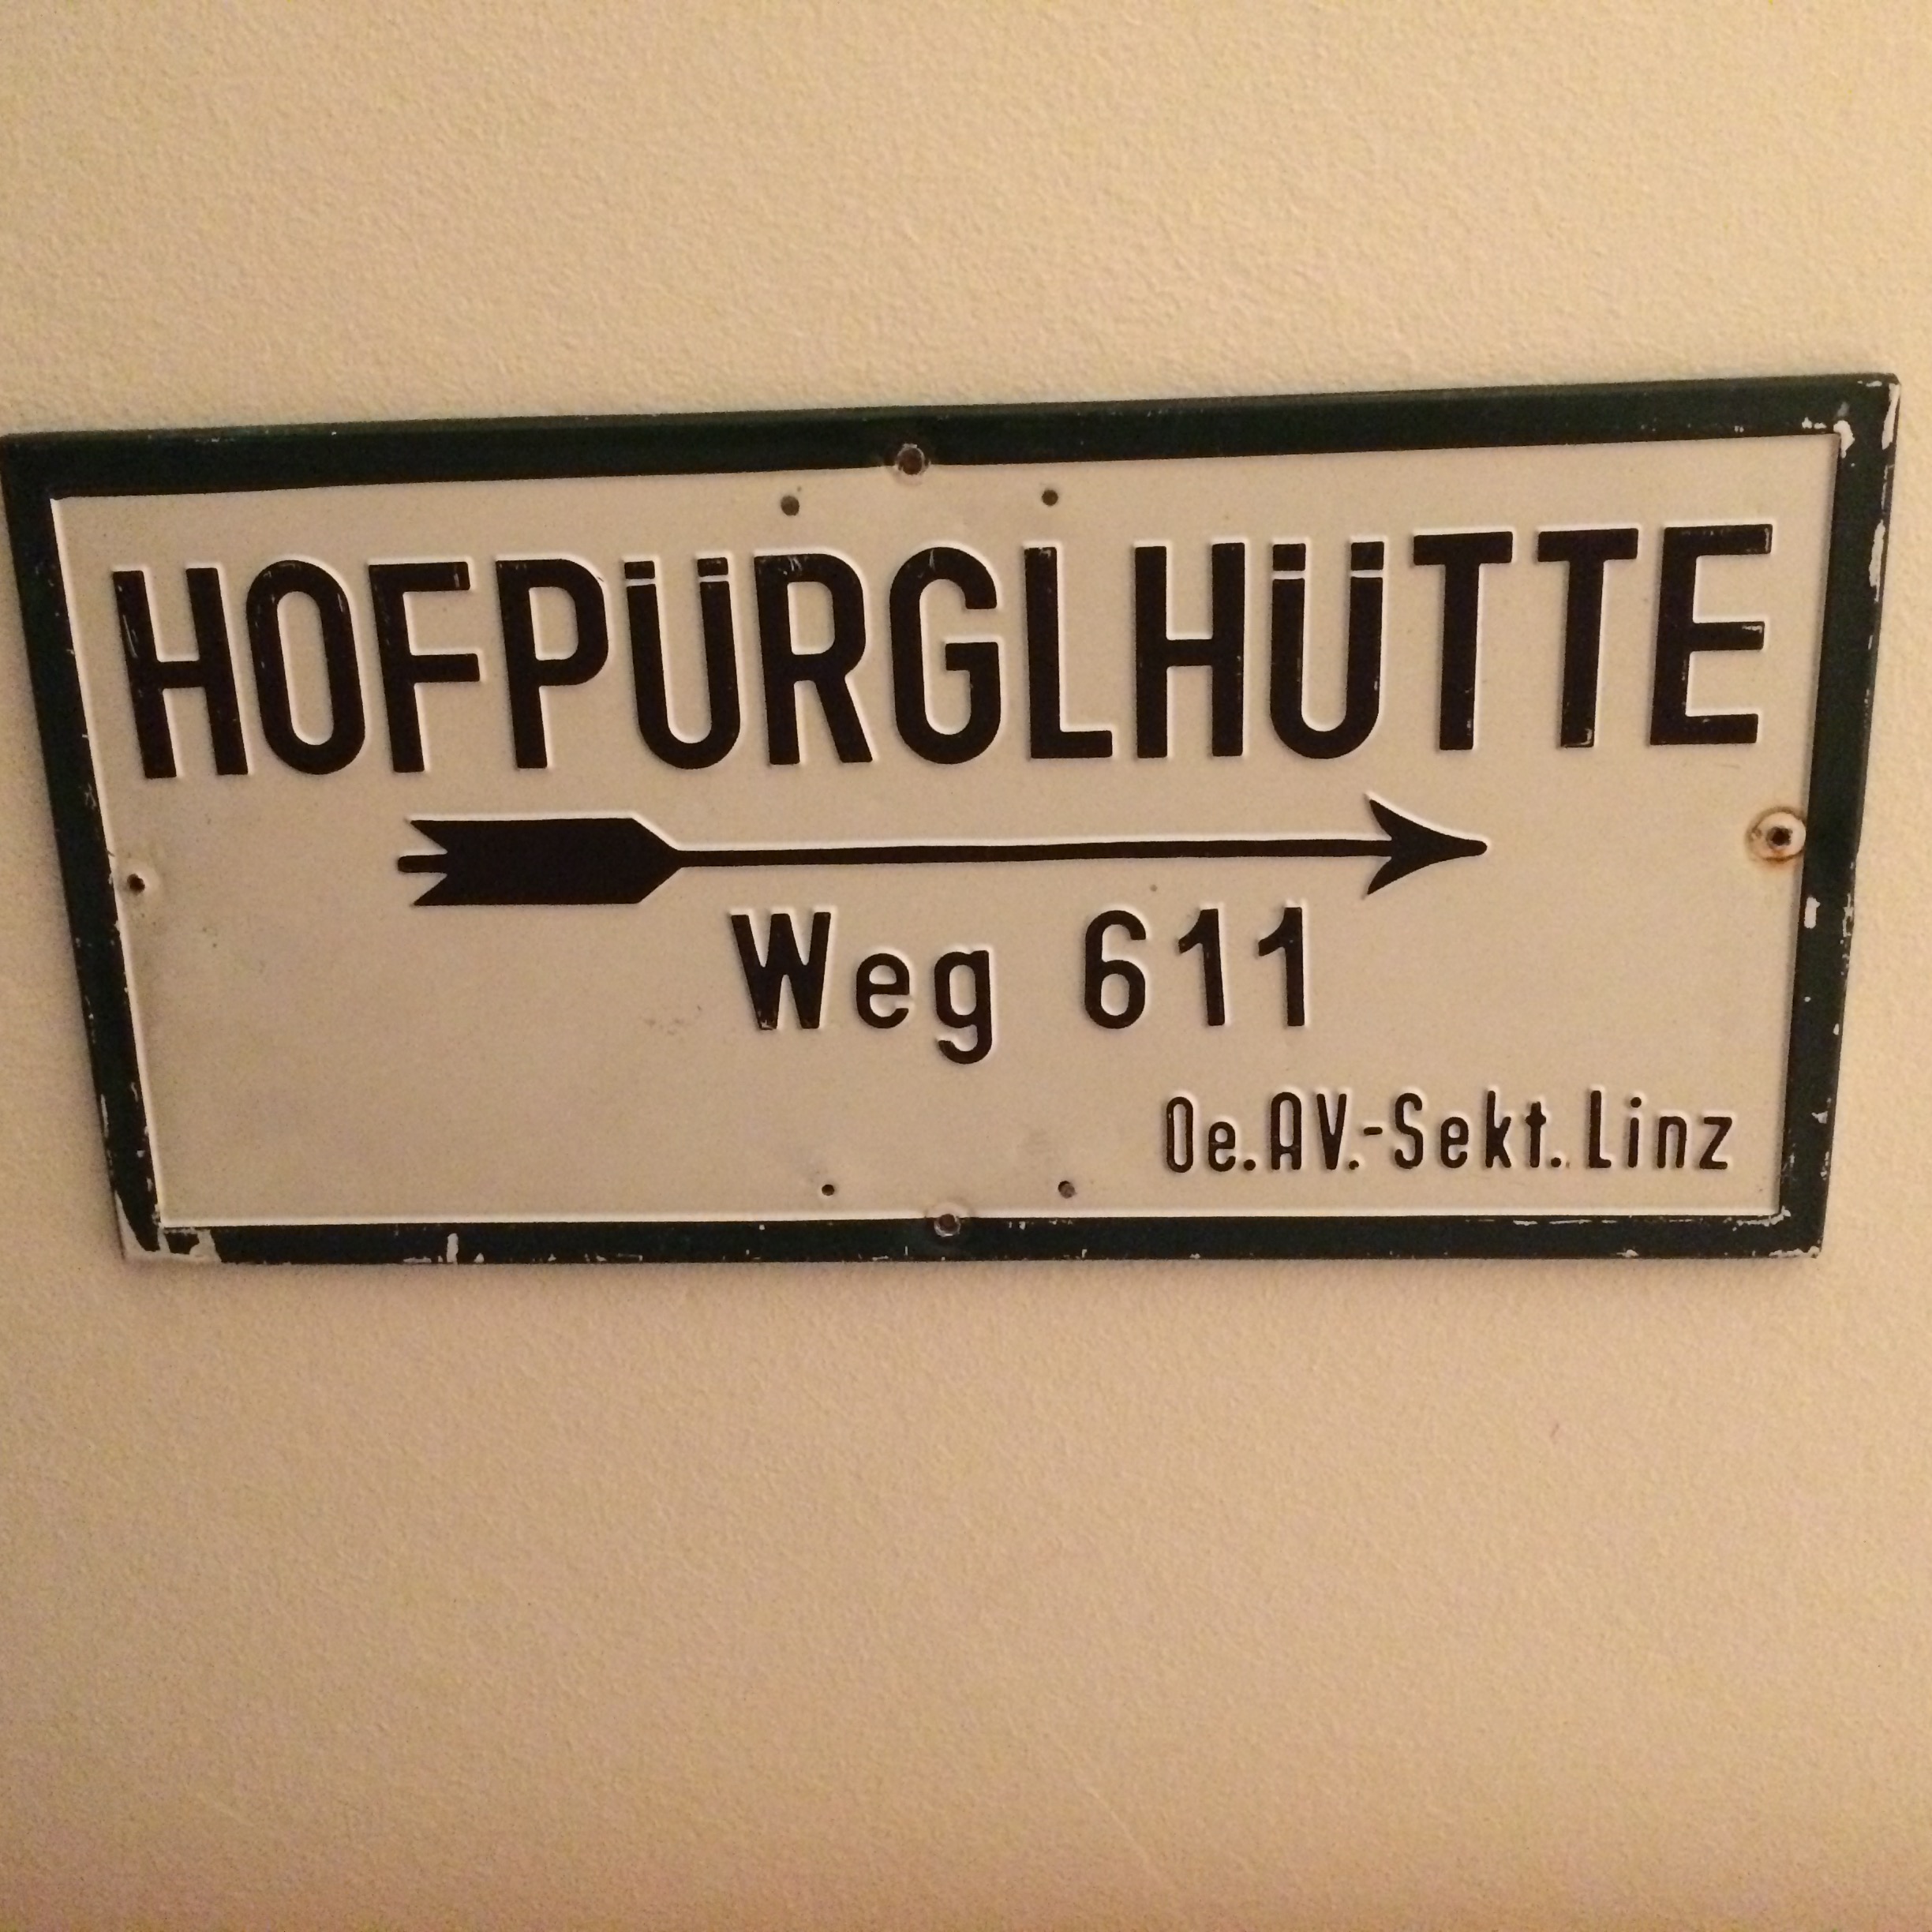 HOFPÜRGLHÜTTE
Weg 611
Oe.AV.-Sekt. Linz